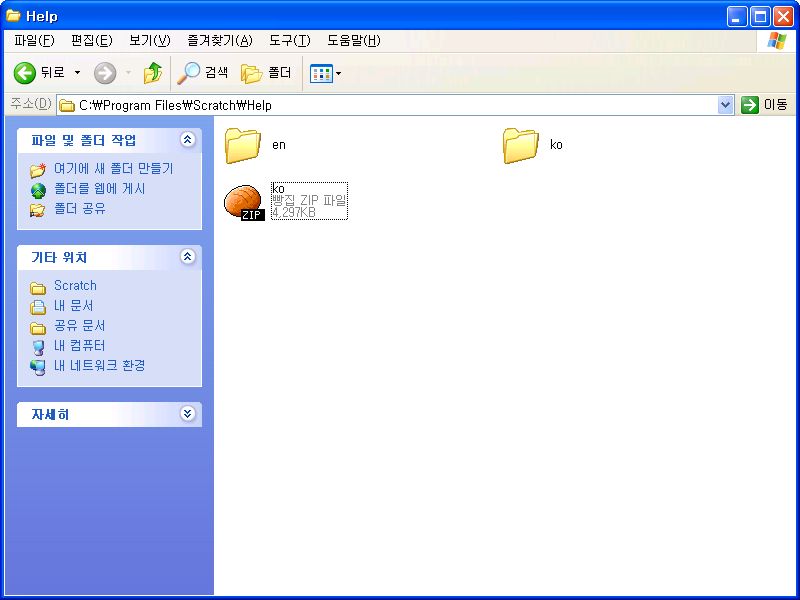 Help
파일(F) 편집(E) 보기(V) 즐겨찾기(A) 도구(T) 도움말(H)
뒤로 검색 폴더
주소(D) C:₩Program Files₩Scratch₩Help 이동
파일 및 폴더 작업
여기에 새 폴더 만들기
폴더를 웹에 게시
폴더 공유
기타 위치
Scratch
내 문서
공유 문서
내 컴퓨터
내 네트워크 환경
자세히
en
ko
ZIP
ko
빵집 ZIP 파일
4,297KB